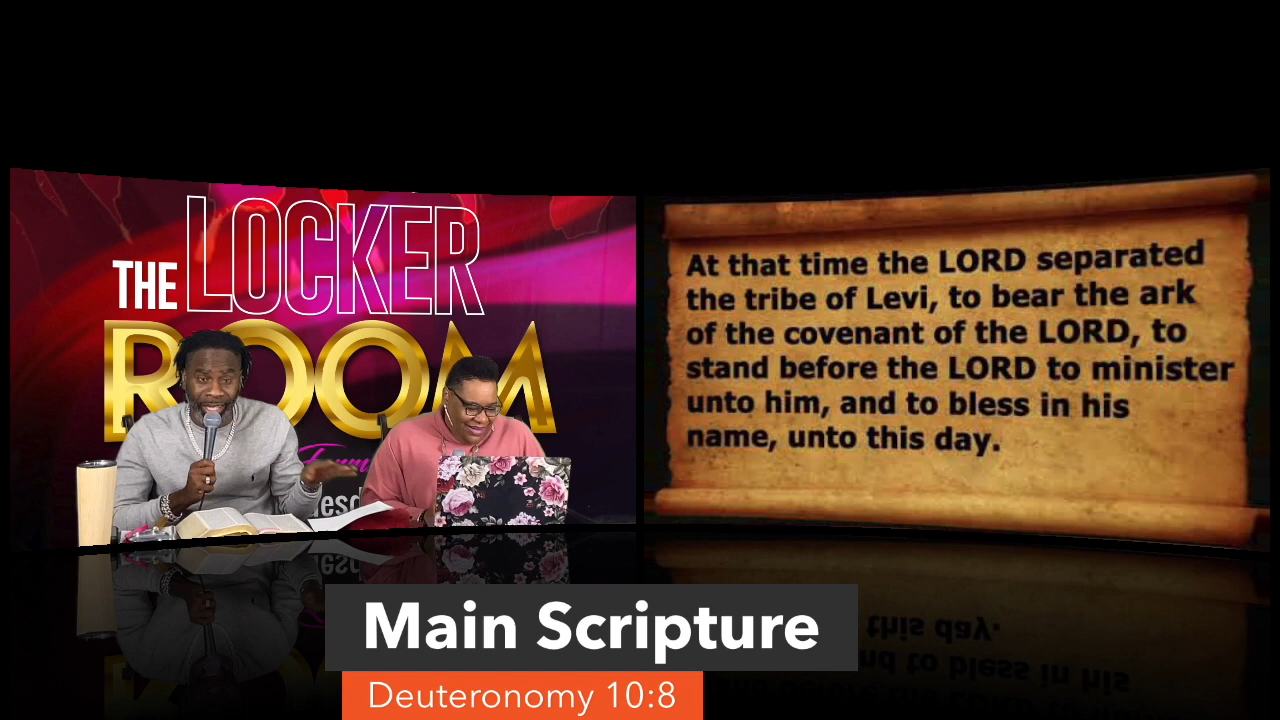 THE LOCKER
ROOM
At that time the LORD separated
the tribe of Levi, to bear the ark
of the covenant of the LORD, to
stand before the LORD to minister
unto him, and to bless in his
name, unto this day.
Main Scripture
Deuteronomy 10:8